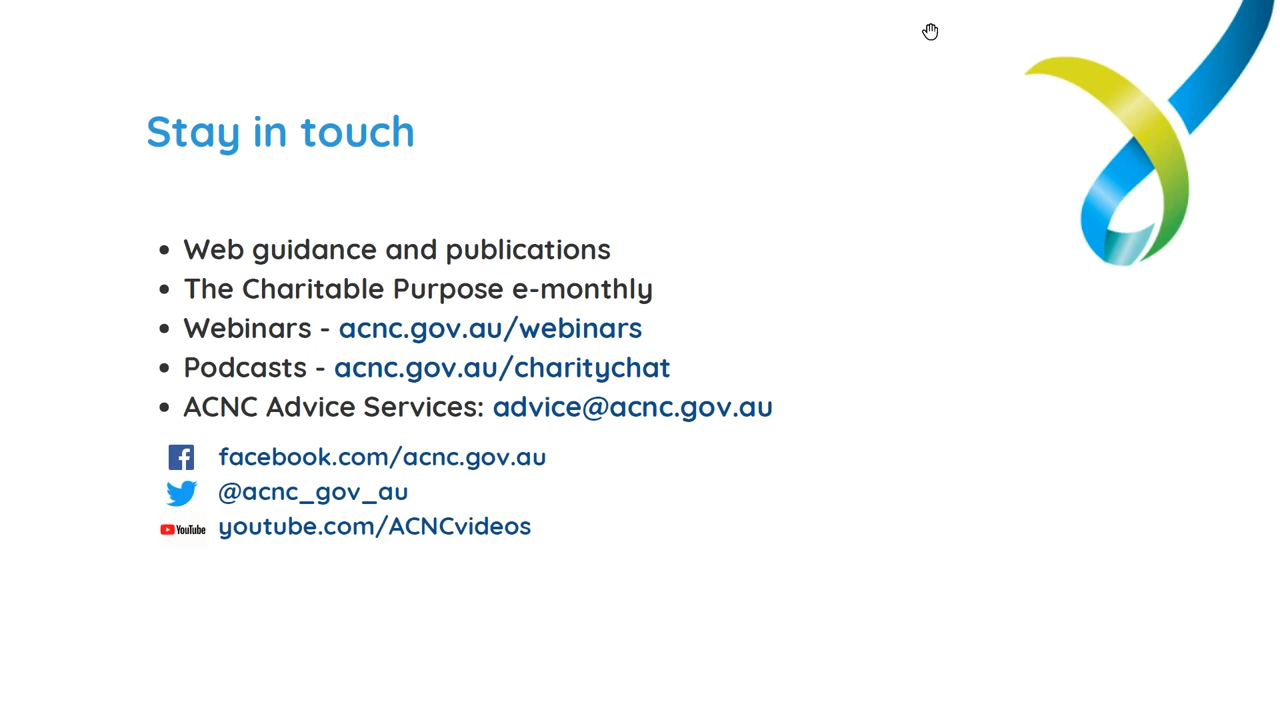 Stay in touch
• Web guidance and publications
• The Charitable Purpose e-monthly
• Webinars - acnc.gov.au/webinars
• Podcasts - acnc.gov.au/charitychat
• ACNC Advice Services: advice@acnc.gov.au
facebook.com/acnc.gov.au
@acnc_gov_au
YouTube youtube.com/ACNCvideos